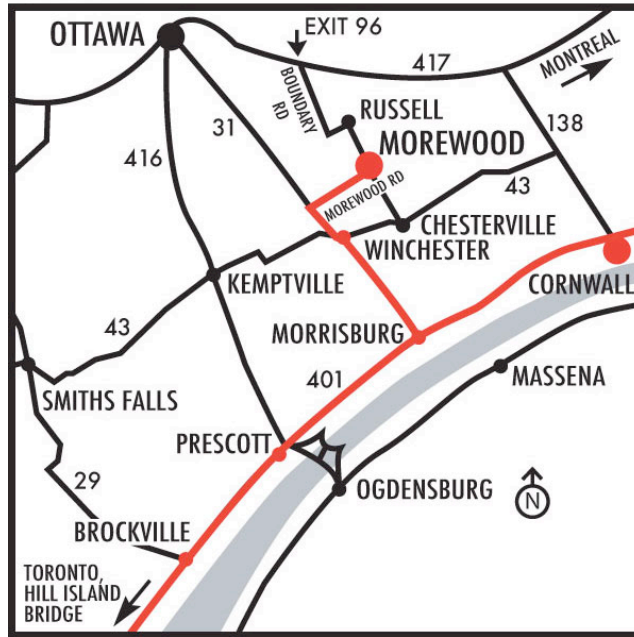 OTTAWA
EXIT 96
417
MONTREAL
BOUNDARY
RD
31
RUSSELL
138
MOREWOOD
416
MOREWOOD RD
43
CHESTERVILLE
WINCHESTER
KEMPTVILLE
CORNWALL
43
MORRISBURG
401
MASSENA
SMITHS FALLS
PRESCOTT
29
OGDENSBURG
N
BROCKVILLE
TORONTO,
HILL ISLAND
BRIDGE